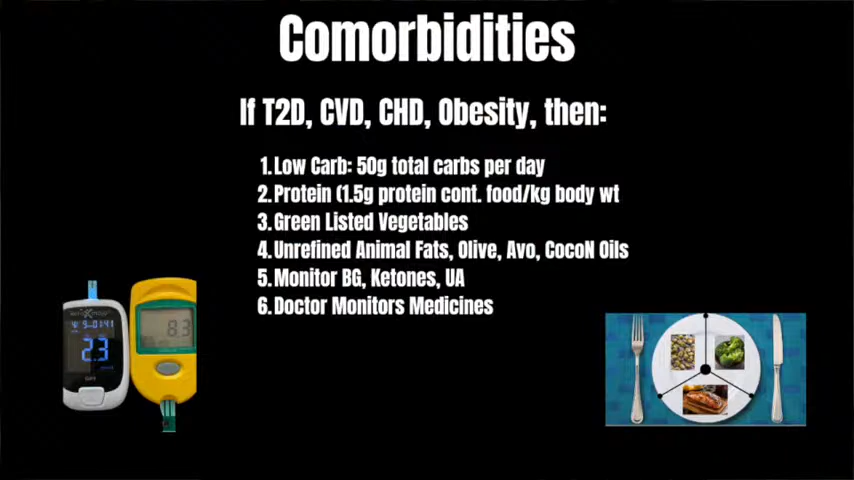 Comorbidities
If T2D, CVD, CHD, Obesity, then:
1.Low Carb: 50g total carbs per day
2.Protein (1.5g protein cont. food/kg body wt
3.Green Listed Vegetables
4.Unrefined Animal Fats, Olive, Avo, CocoN Oils
5.Monitor BG, Ketones, UA
6.Doctor Monitors Medicines
2.3
83